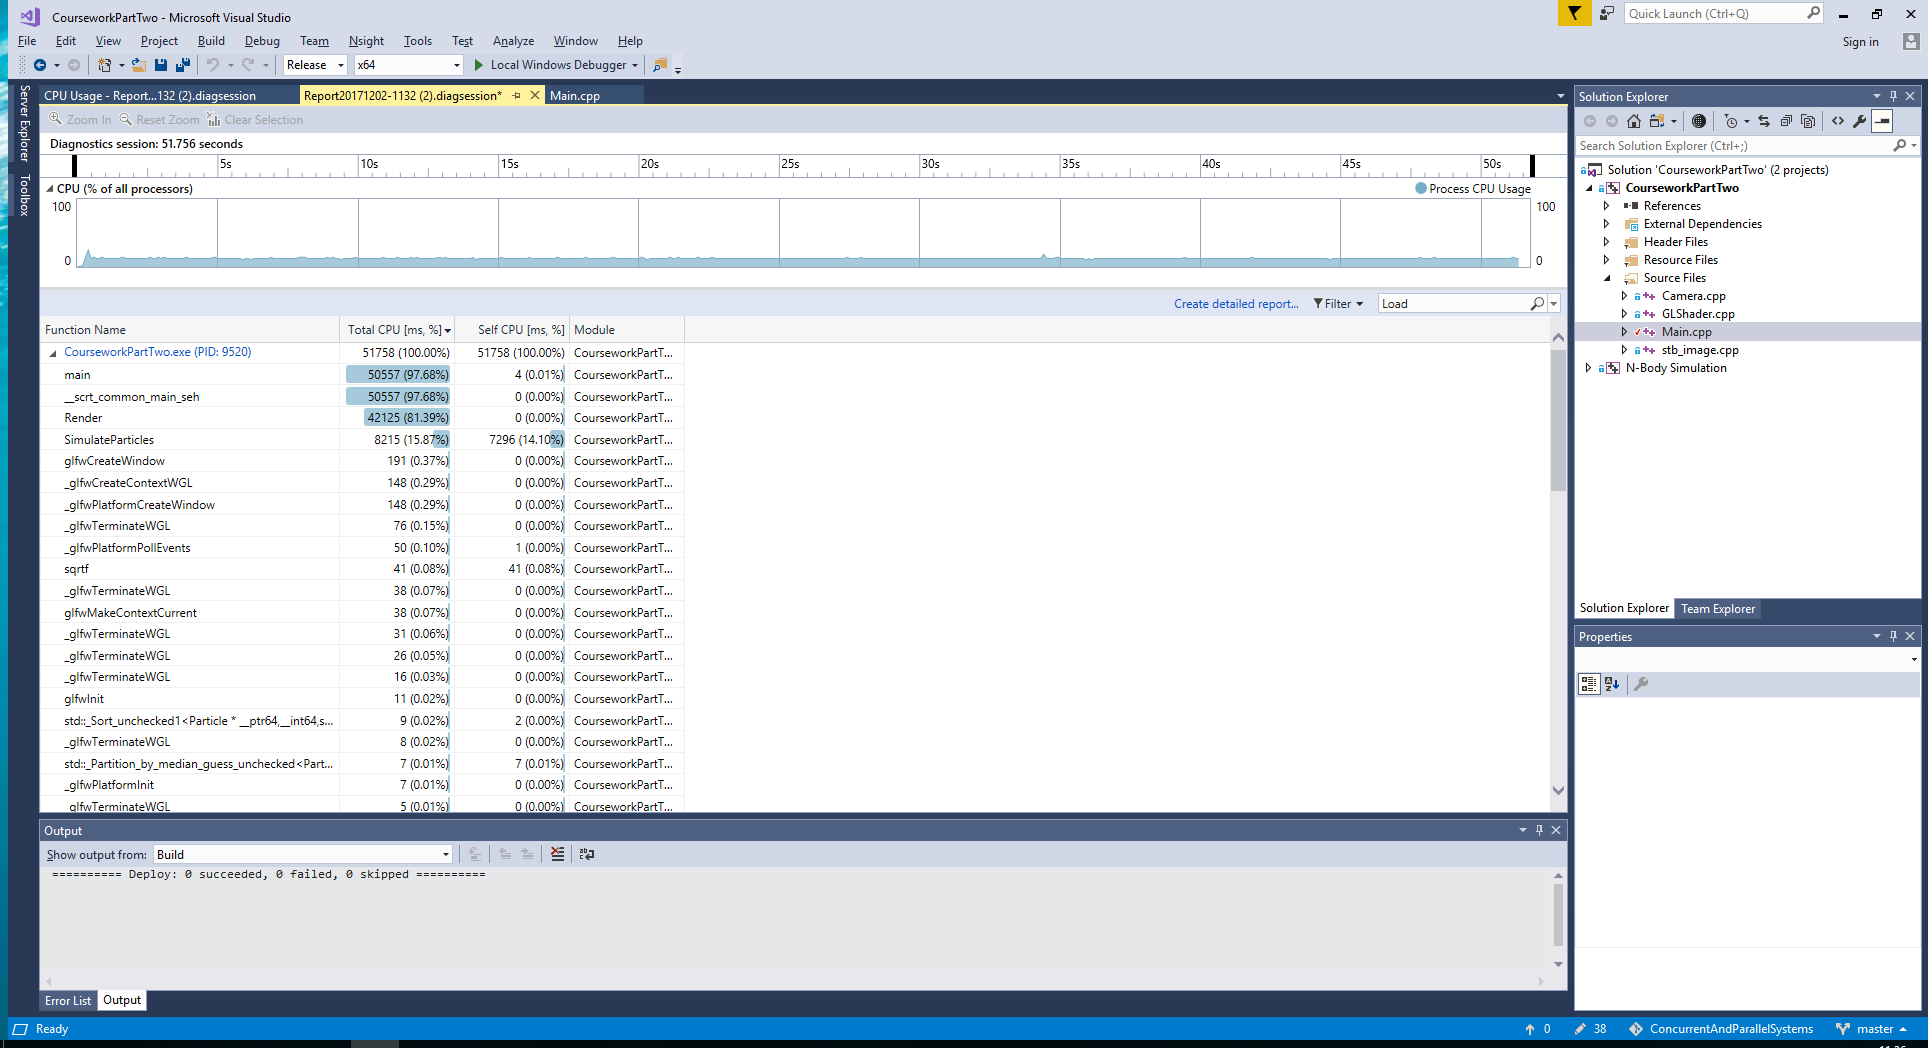 CourseworkPartTwo - Microsoft Visual Studio
Quick Launch (Ctrl+Q)
File Edit View Project Build Debug Team Nsight Tools Test Analyze Window Help
Sign in
Release x64 Local Windows Debugger
Server Explorer
Toolbox
CPU Usage - Report...132 (2).diagsession Report20171202-1132 (2).diagsession* Main.cpp
Zoom In Reset Zoom Clear Selection
Diagnostics session: 51.756 seconds
5s 10s 15s 20s 25s 30s 35s 40s 45s 50s
CPU (% of all processors) Process CPU Usage
100 100
0 0
Create detailed report... Filter Load
Function Name Total CPU [ms, %] Self CPU [ms, %] Module
CourseworkPartTwo.exe (PID: 9520) 51758 (100.00%) 51758 (100.00%) CourseworkPartT...
main 50557 (97.68%) 4 (0.01%) CourseworkPartT...
__scrt_common_main_seh 50557 (97.68%) 0 (0.00%) CourseworkPartT...
Render 42125 (81.39%) 0 (0.00%) CourseworkPartT...
SimulateParticles 8215 (15.87%) 7296 (14.10%) CourseworkPartT...
glfwCreateWindow 191 (0.37%) 0 (0.00%) CourseworkPartT...
_glfwCreateContextWGL 148 (0.29%) 0 (0.00%) CourseworkPartT...
_glfwPlatformCreateWindow 148 (0.29%) 0 (0.00%) CourseworkPartT...
_glfwTerminateWGL 76 (0.15%) 0 (0.00%) CourseworkPartT...
_glfwPlatformPollEvents 50 (0.10%) 1 (0.00%) CourseworkPartT...
sqrtf 41 (0.08%) 41 (0.08%) CourseworkPartT...
_glfwTerminateWGL 38 (0.07%) 0 (0.00%) CourseworkPartT...
glfwMakeContextCurrent 38 (0.07%) 0 (0.00%) CourseworkPartT...
_glfwTerminateWGL 31 (0.06%) 0 (0.00%) CourseworkPartT...
_glfwTerminateWGL 26 (0.05%) 0 (0.00%) CourseworkPartT...
_glfwTerminateWGL 16 (0.03%) 0 (0.00%) CourseworkPartT...
glfwInit 11 (0.02%) 0 (0.00%) CourseworkPartT...
std::_Sort_unchecked1<Particle * __ptr64,__int64,s... 9 (0.02%) 2 (0.00%) CourseworkPartT...
_glfwTerminateWGL 8 (0.02%) 0 (0.00%) CourseworkPartT...
std::_Partition_by_median_guess_unchecked<Part... 7 (0.01%) 7 (0.01%) CourseworkPartT...
_glfwPlatformInit 7 (0.01%) 0 (0.00%) CourseworkPartT...
_glfwTerminateWGL 5 (0.01%) 0 (0.00%) CourseworkPartT...
Output
Show output from: Build
========== Deploy: 0 succeeded, 0 failed, 0 skipped ==========
Error List Output
Solution Explorer
Search Solution Explorer (Ctrl+;)
Solution 'CourseworkPartTwo' (2 projects)
CourseworkPartTwo
References
External Dependencies
Header Files
Resource Files
Source Files
Camera.cpp
GLShader.cpp
Main.cpp
stb_image.cpp
N-Body Simulation
Solution Explorer Team Explorer
Properties
Ready 0 38 ConcurrentAndParallelSystems master